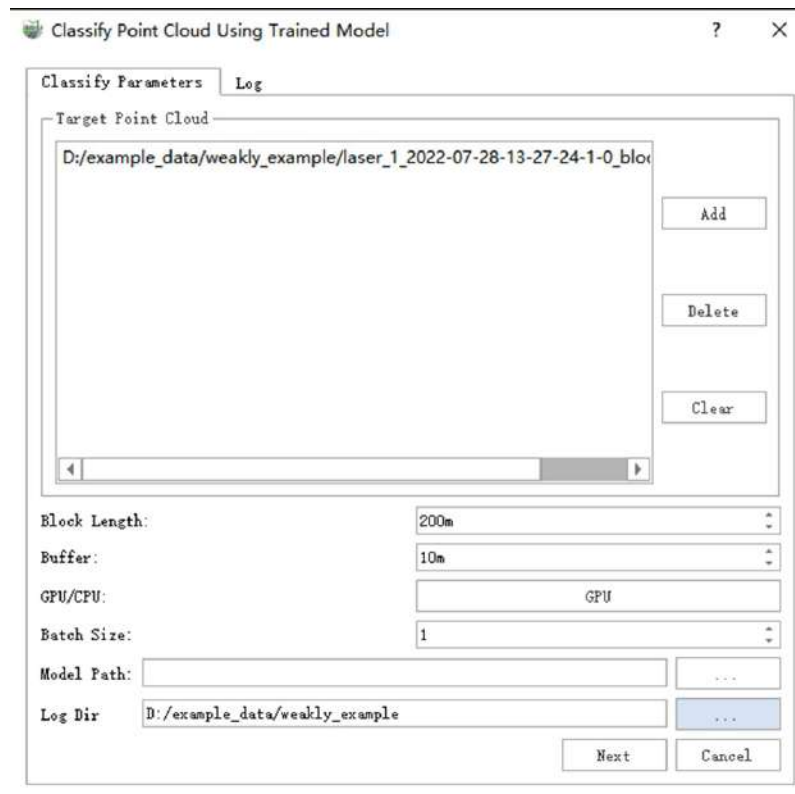 Classify Point Cloud Using Trained Model ? ×
Classify Parameters Log
Target Point Cloud
D:/example_data/weakly_example/laser_1_2022-07-28-13-27-24-1-0_bloc
Add
Delete
Clear
Block Length: 200m
Buffer: 10m
GPU/CPU: GPU
Batch Size: 1
Model Path: ...
Log Dir D:/example_data/weakly_example ...
Next Cancel